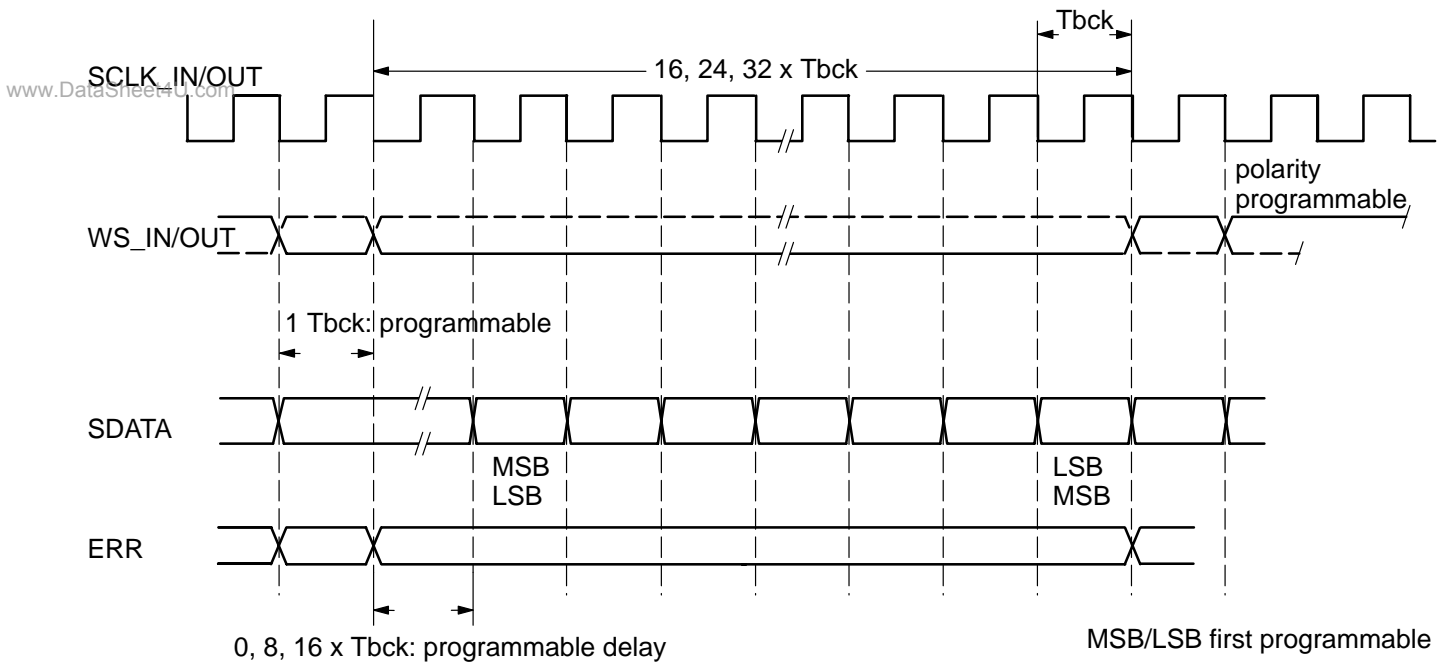 Tbck
SCLK_IN/OUT
16, 24, 32 x Tbck
www.DataSheet4U.com
polarity
programmable
WS_IN/OUT
1 Tbck: programmable
SDATA
MSB
LSB
LSB
MSB
ERR
0, 8, 16 x Tbck: programmable delay
MSB/LSB first programmable